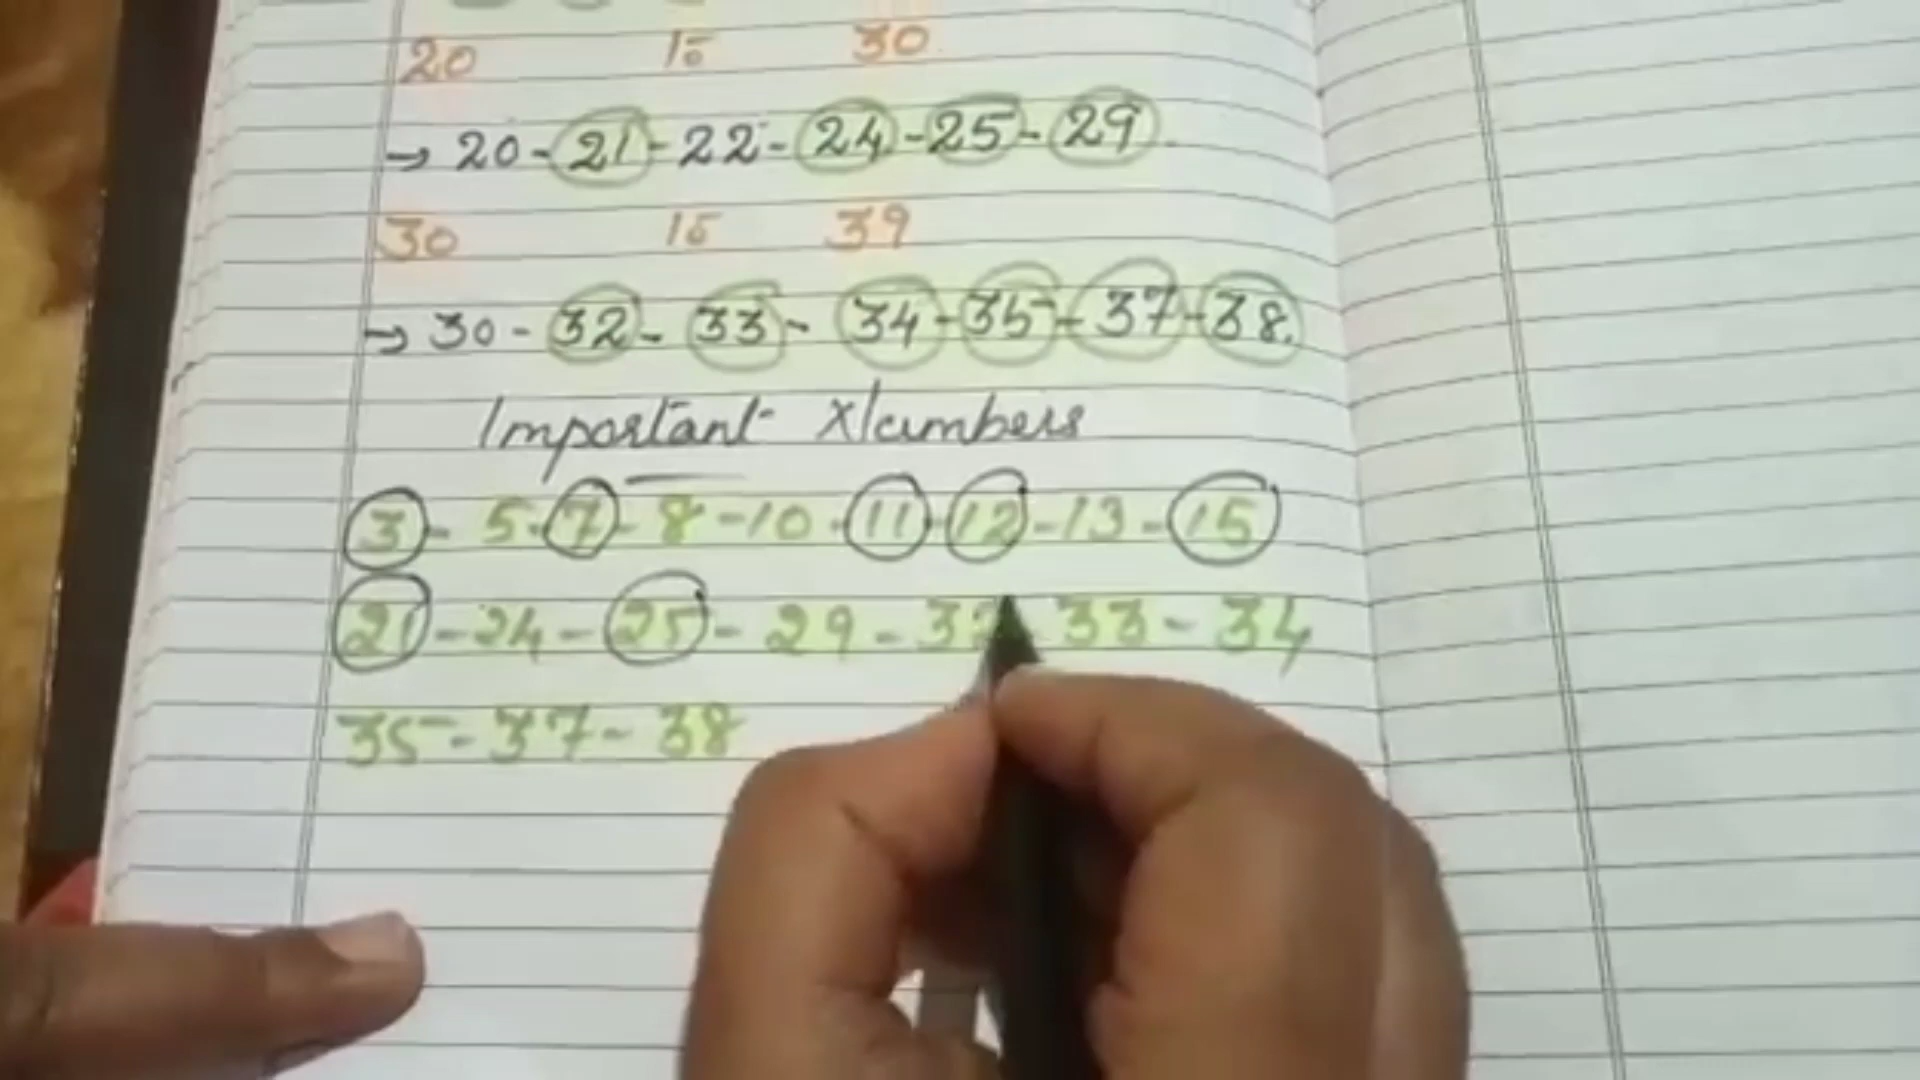 20 15 30
→ 20-21-22-24-25-29
30 15 39
→ 30-32-33-34-35-37-38.
Important Numbers
3-5-7-8-10-11-12-13-15
21-24-25-29-32-33-34
35-37-38